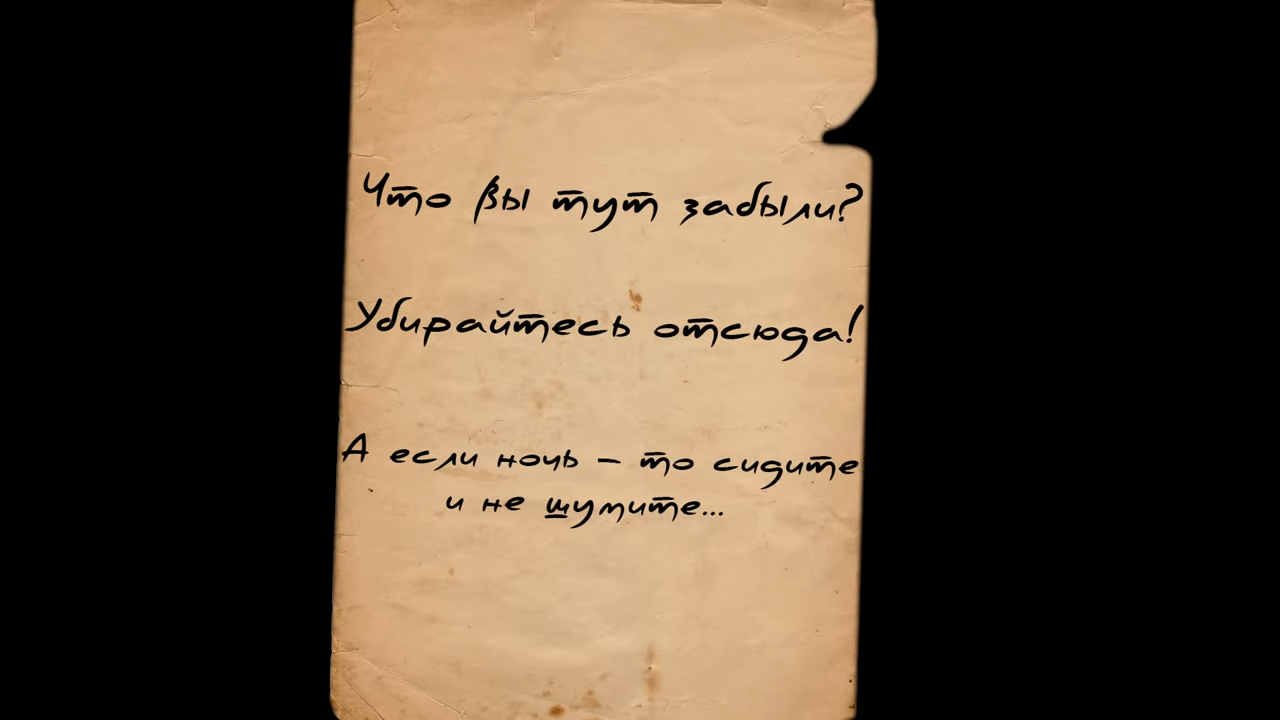 Что вы тут забыли?
Убирайтесь отсюда!
А если ночь – то сидите
и не шумите...